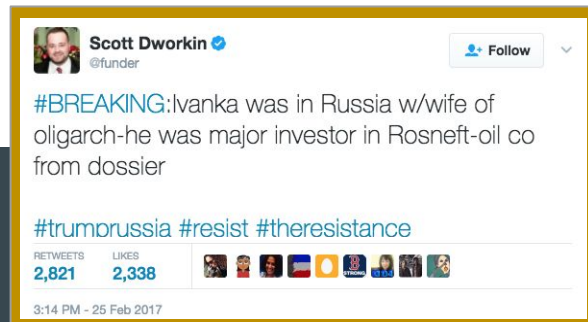 Scott Dworkin
@funder
Follow
#BREAKING:Ivanka was in Russia w/wife of
oligarch-he was major investor in Rosneft-oil co
from dossier
#trumprussia #resist #theresistance
RETWEETS LIKES
2,821 2,338
3:14 PM - 25 Feb 2017